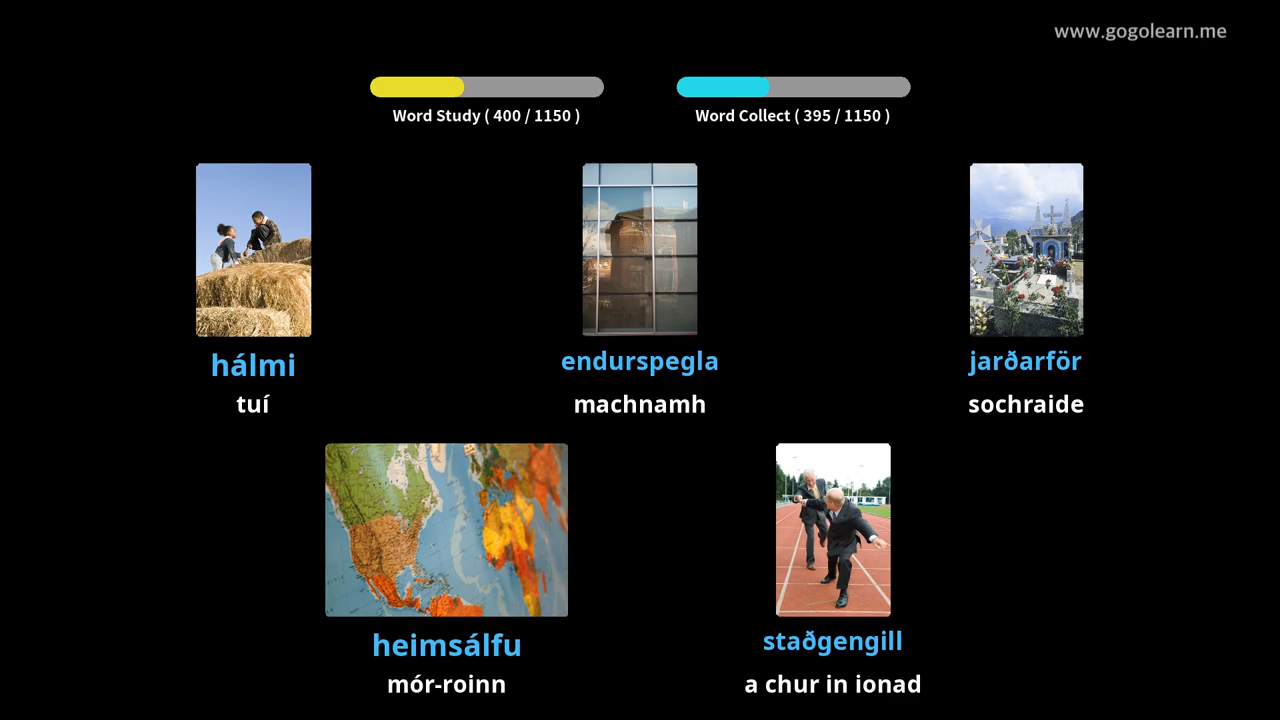 www.gogolearn.me
Word Study ( 400 / 1150 )
Word Collect ( 395 / 1150 )
hálmi
endurspegla
jarðarför
tuí
machnamh
sochraide
heimsálfu
staðgengill
mór-roinn
a chur in ionad